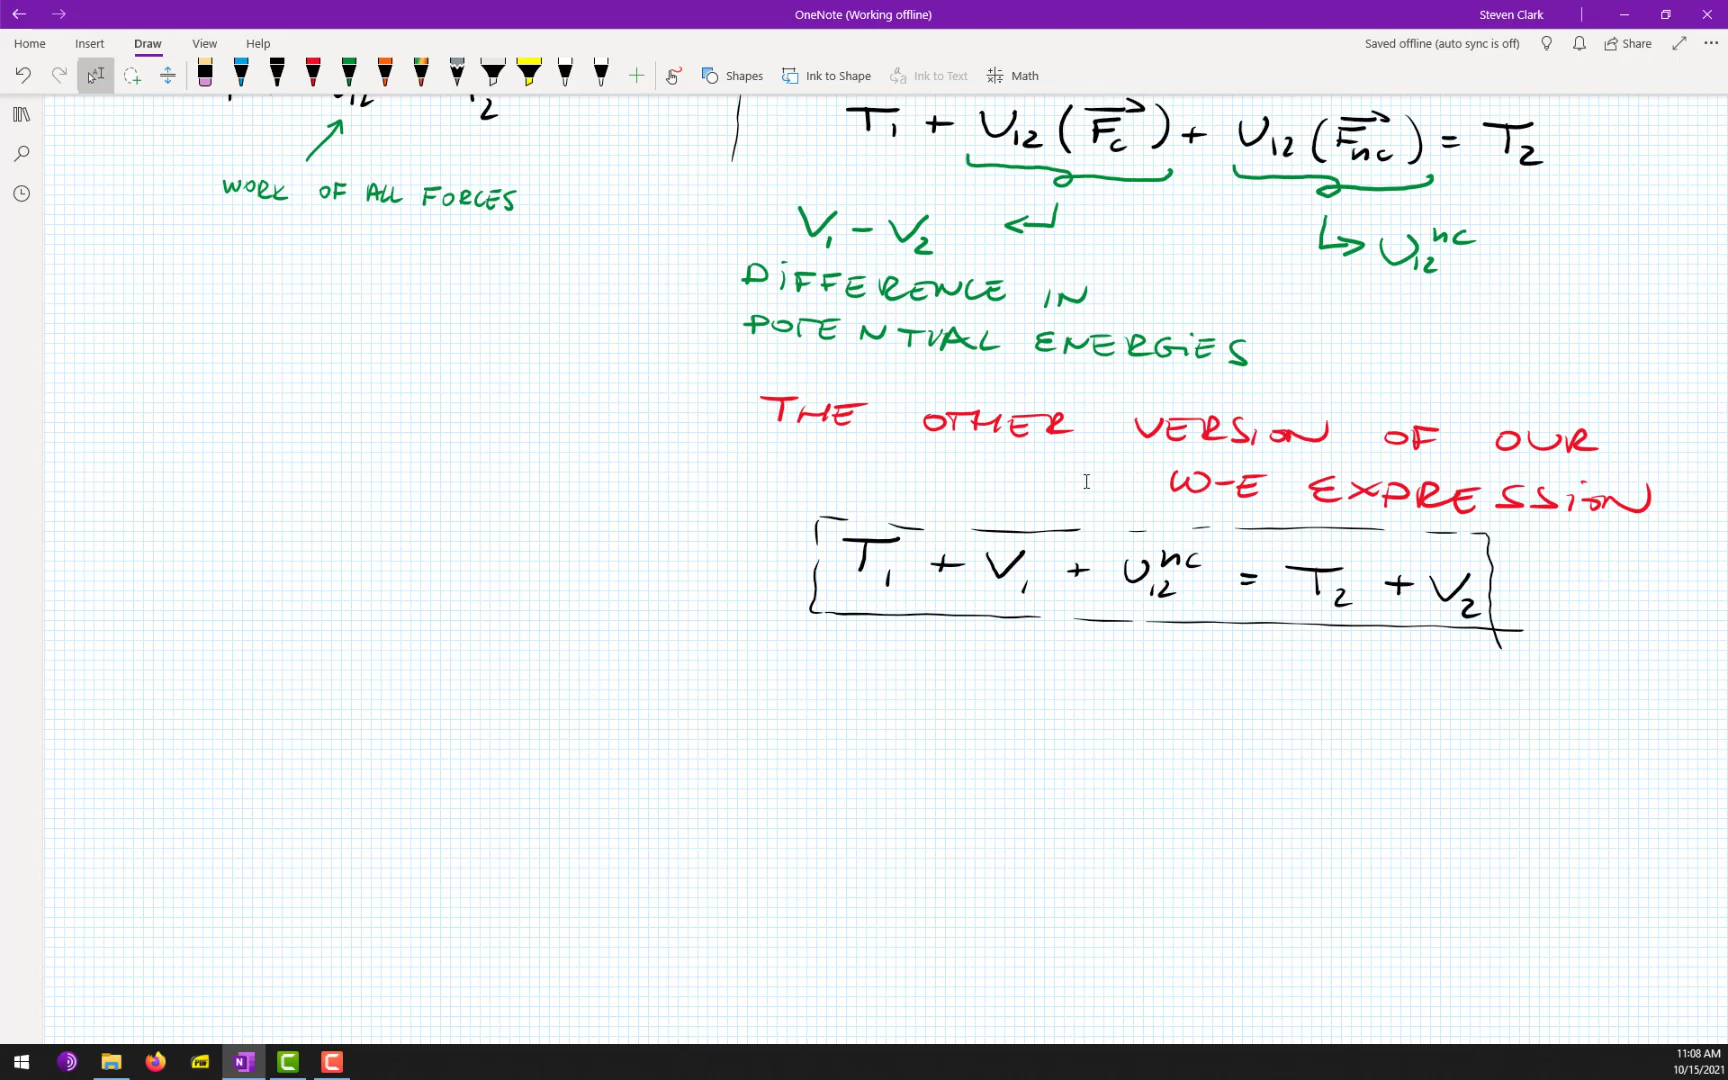 OneNote (Working offline)
Steven Clark
Home Insert Draw View Help
Saved offline (auto sync is off)
Share
Shapes
Ink to Shape
Ink to Text
Math
T₁ + U₁₂(F⃗c) + U₁₂(F⃗nc) = T₂
WORK OF ALL FORCES
V₁ - V₂
U₁₂ⁿᶜ
DIFFERENCE IN
POTENTIAL ENERGIES
THE OTHER VERSION OF OUR
W-E EXPRESSION
T₁ + V₁ + U₁₂ⁿᶜ = T₂ + V₂
11:08 AM
10/15/2021